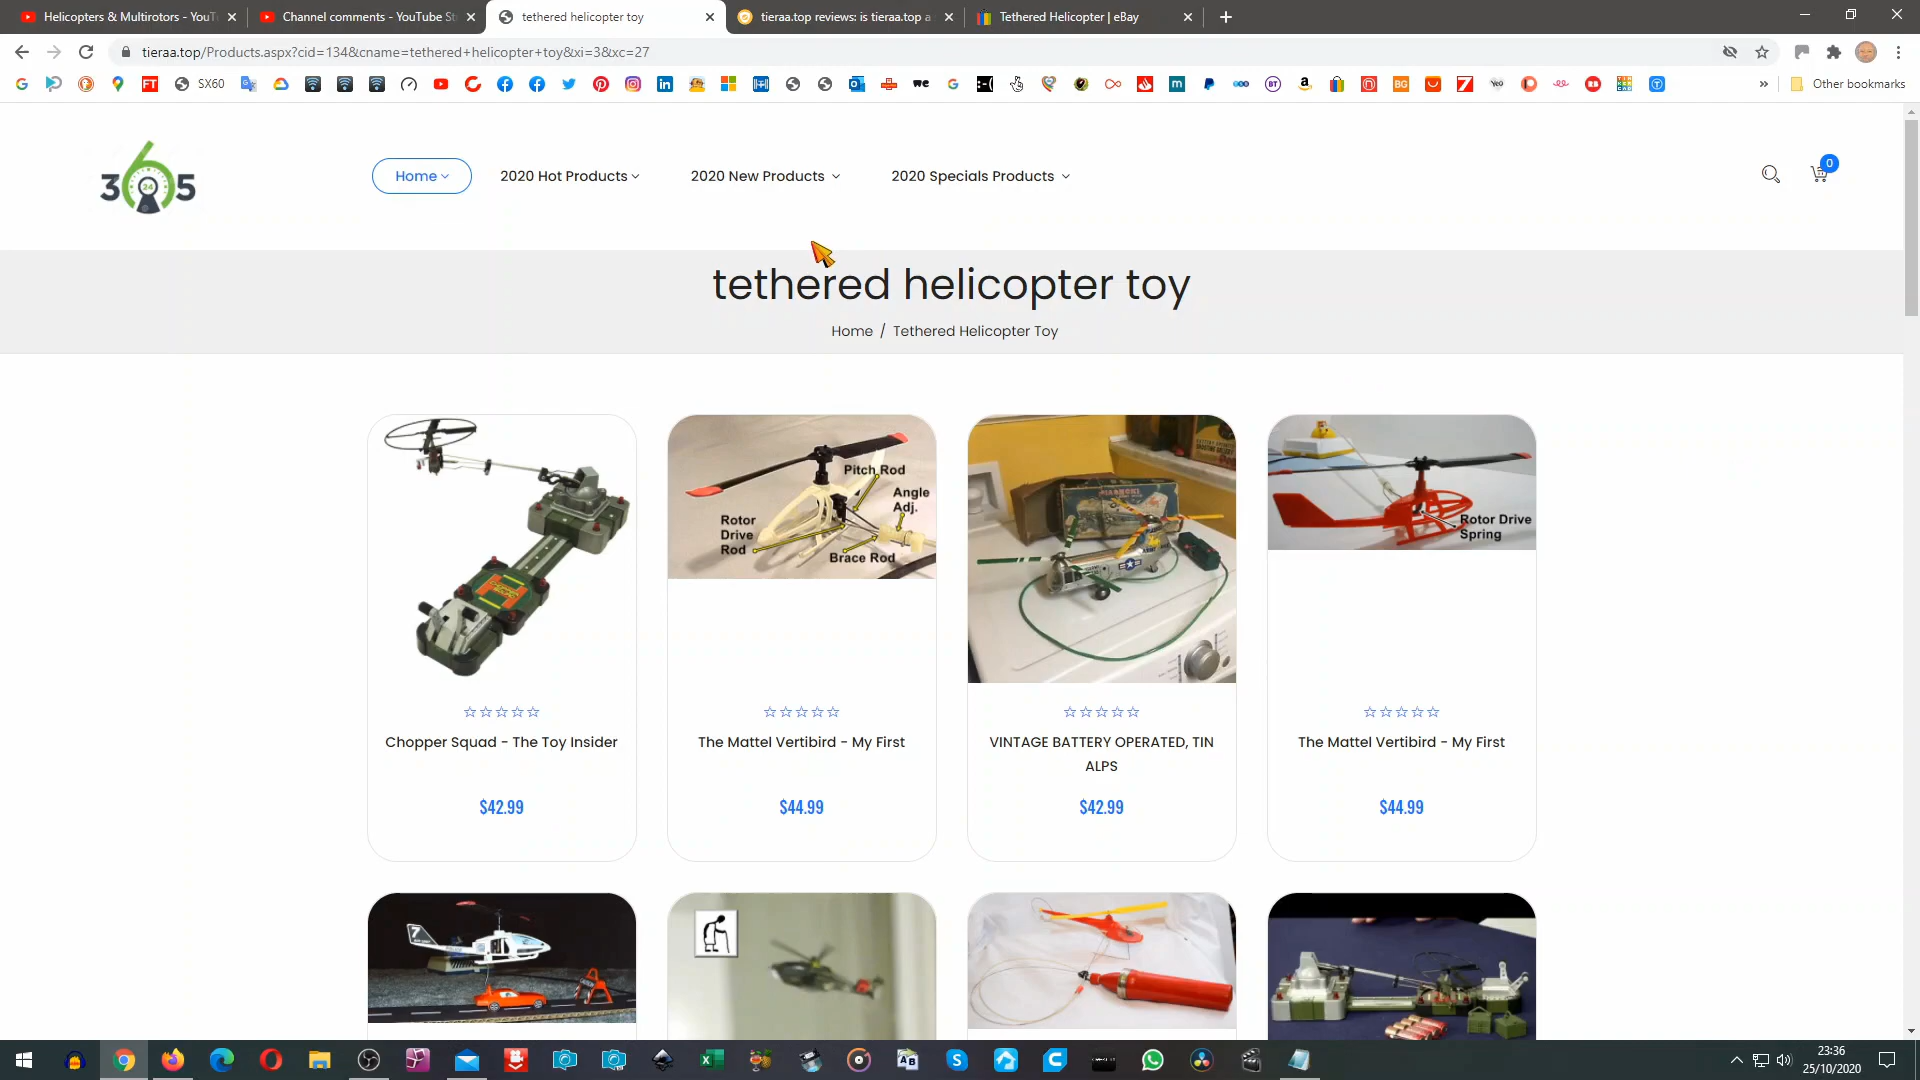 Helicopters & Multirotors - YouT
Channel comments - YouTube St
tethered helicopter toy
tieraa.top reviews: is tieraa.top a
Tethered Helicopter | eBay
tieraa.top/Products.aspx?cid=134&cname=tethered+helicopter+toy&xi=3&xc=27
SX60
Other bookmarks
365
24
Home
2020 Hot Products
2020 New Products
2020 Specials Products
0
tethered helicopter toy
Home / Tethered Helicopter Toy
Pitch Rod
Angle
Adj.
Rotor
Drive
Rod
Brace Rod
Rotor Drive
Spring
Chopper Squad - The Toy Insider
The Mattel Vertibird - My First
VINTAGE BATTERY OPERATED, TIN
ALPS
The Mattel Vertibird - My First
$42.99
$44.99
$42.99
$44.99
7
23:36
25/10/2020